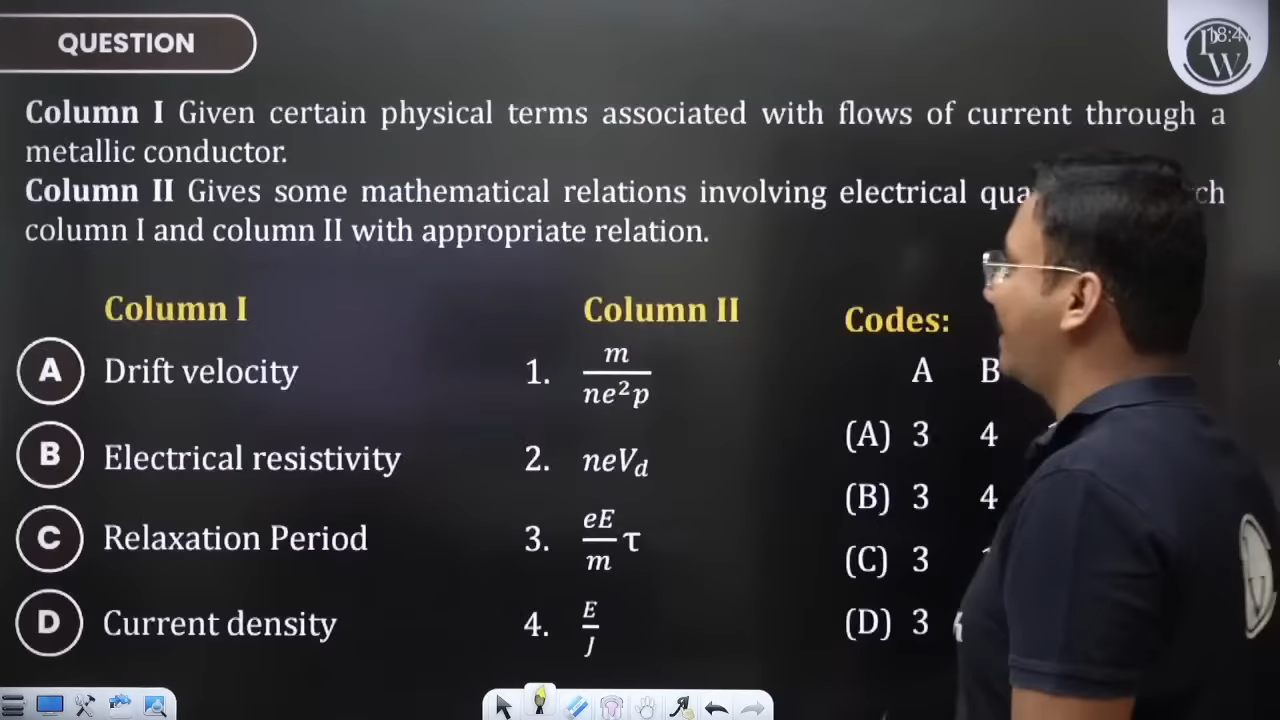 QUESTION
18:4
Column I Given certain physical terms associated with flows of current through a
metallic conductor.
Column II Gives some mathematical relations involving electrical
column I and column II with appropriate relation.
Column I Column II Codes:
A Drift velocity 1. m/ne²p A B
B Electrical resistivity 2. neV_d (A) 3 4
C Relaxation Period 3. eE/m τ (B) 3 4
D Current density 4. E/J (C) 3
(D) 3